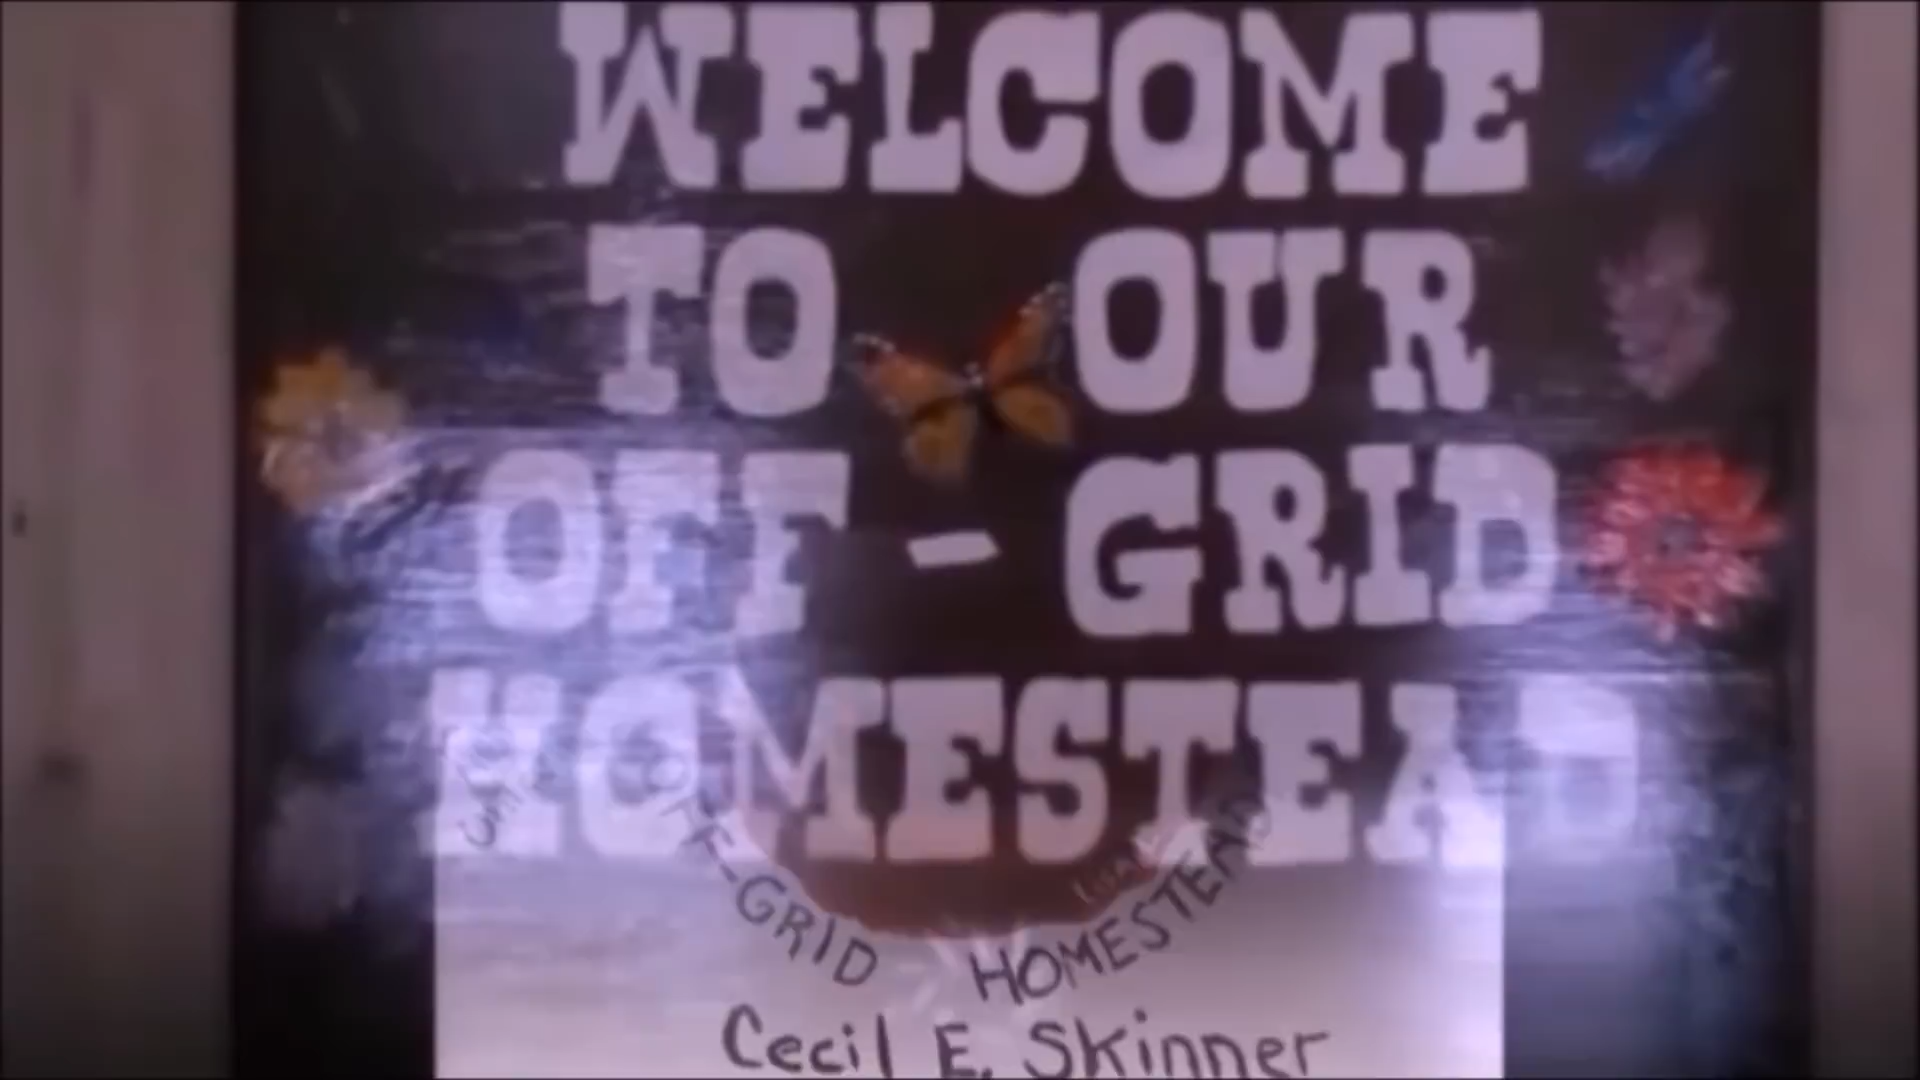 WELCOME
TO OUR
OFF-GRID
HOMESTEAD
OFF-GRID HOMESTEAD
Cecil E. Skinner